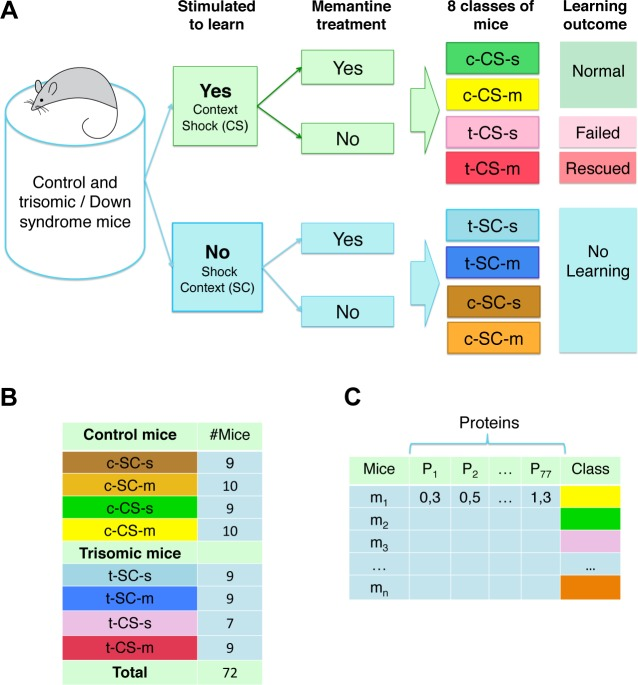 A
Stimulated to learn
Memantine treatment
8 classes of mice
Learning outcome
Control and
trisomic / Down
syndrome mice
Yes
Context
Shock (CS)
No
Shock
Context (SC)
Yes
No
Yes
No
c-CS-s
c-CS-m
t-CS-s
t-CS-m
t-SC-s
t-SC-m
c-SC-s
c-SC-m
Normal
Failed
Rescued
No
Learning
B
Control mice #Mice
c-SC-s 9
c-SC-m 10
c-CS-s 9
c-CS-m 10
Trisomic mice
t-SC-s 9
t-SC-m 9
t-CS-s 7
t-CS-m 9
Total 72
C
Proteins
Mice P1 P2 ... P77 Class
m1 0,3 0,5 ... 1,3
m2
m3
... ...
mn